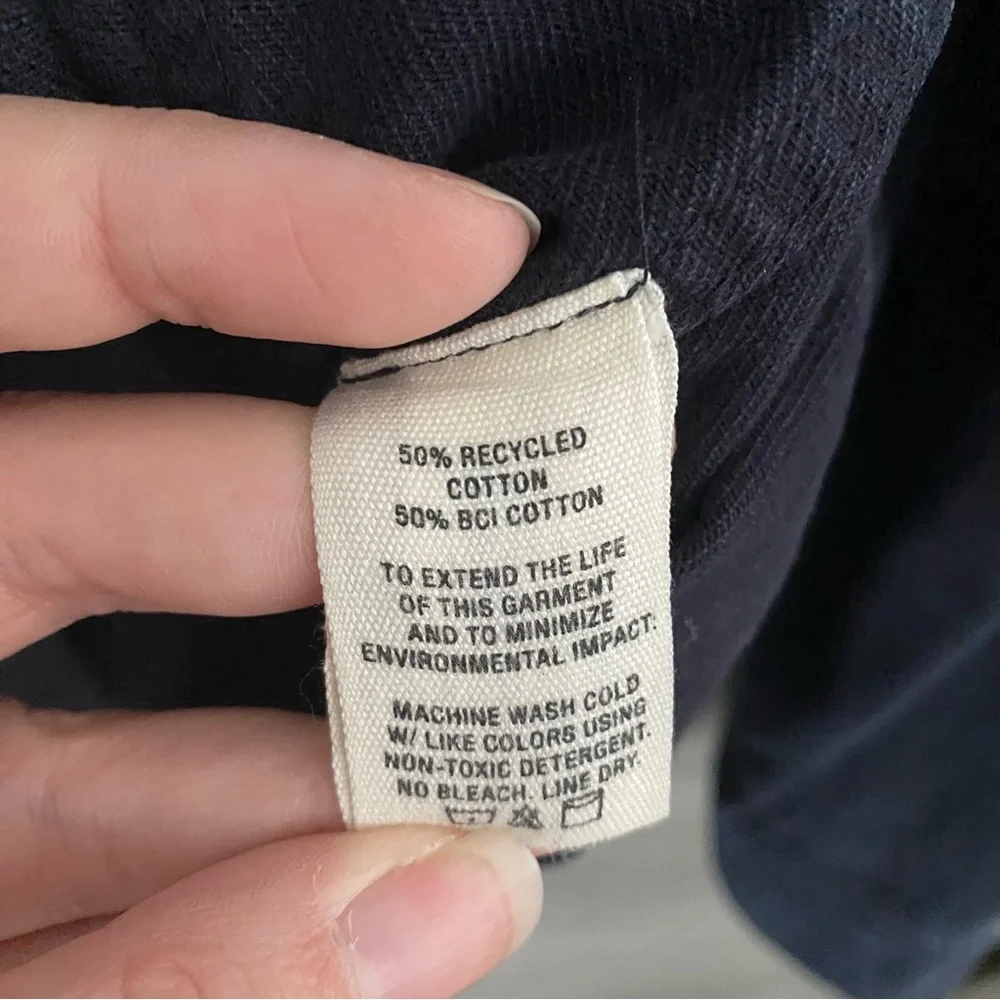 50% RECYCLED
COTTON
50% BCI COTTON
TO EXTEND THE LIFE
OF THIS GARMENT
AND TO MINIMIZE
ENVIRONMENTAL IMPACT:
MACHINE WASH COLD
W/ LIKE COLORS USING
NON-TOXIC DETERGENT.
NO BLEACH. LINE DRY.